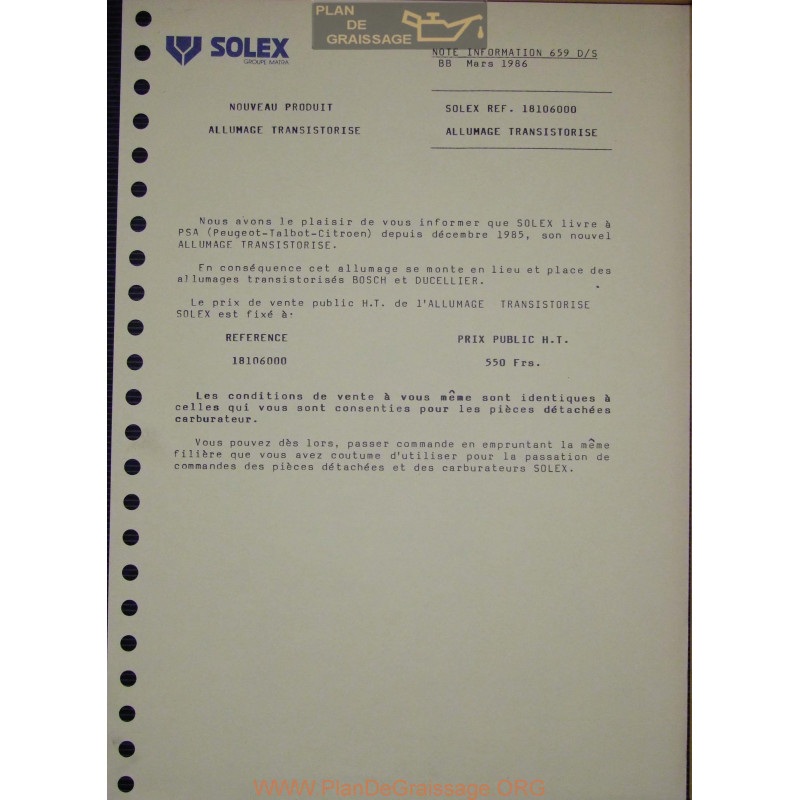 PLAN
DE
GRAISSAGE
SOLEX
GROUPE MATRA
NOTE INFORMATION 659 D/S
BB Mars 1986
NOUVEAU PRODUIT
SOLEX REF. 18106000
ALLUMAGE TRANSISTORISE
ALLUMAGE TRANSISTORISE
Nous avons le plaisir de vous informer que SOLEX livre à
PSA (Peugeot-Talbot-Citroen) depuis décembre 1985, son nouvel
ALLUMAGE TRANSISTORISE.
En conséquence cet allumage se monte en lieu et place des
allumages transistorisés BOSCH et DUCELLIER.
Le prix de vente public H.T. de l'ALLUMAGE TRANSISTORISE
SOLEX est fixé à:
REFERENCE
PRIX PUBLIC H.T.
18106000
550 Frs.
Les conditions de vente à vous même sont identiques à
celles qui vous sont consenties pour les pièces détachées
carburateur.
Vous pouvez dès lors, passer commande en empruntant la même
filière que vous avez coutume d'utiliser pour la passation de
commandes des pièces détachées et des carburateurs SOLEX.
www.PlanDeGraissage.ORG